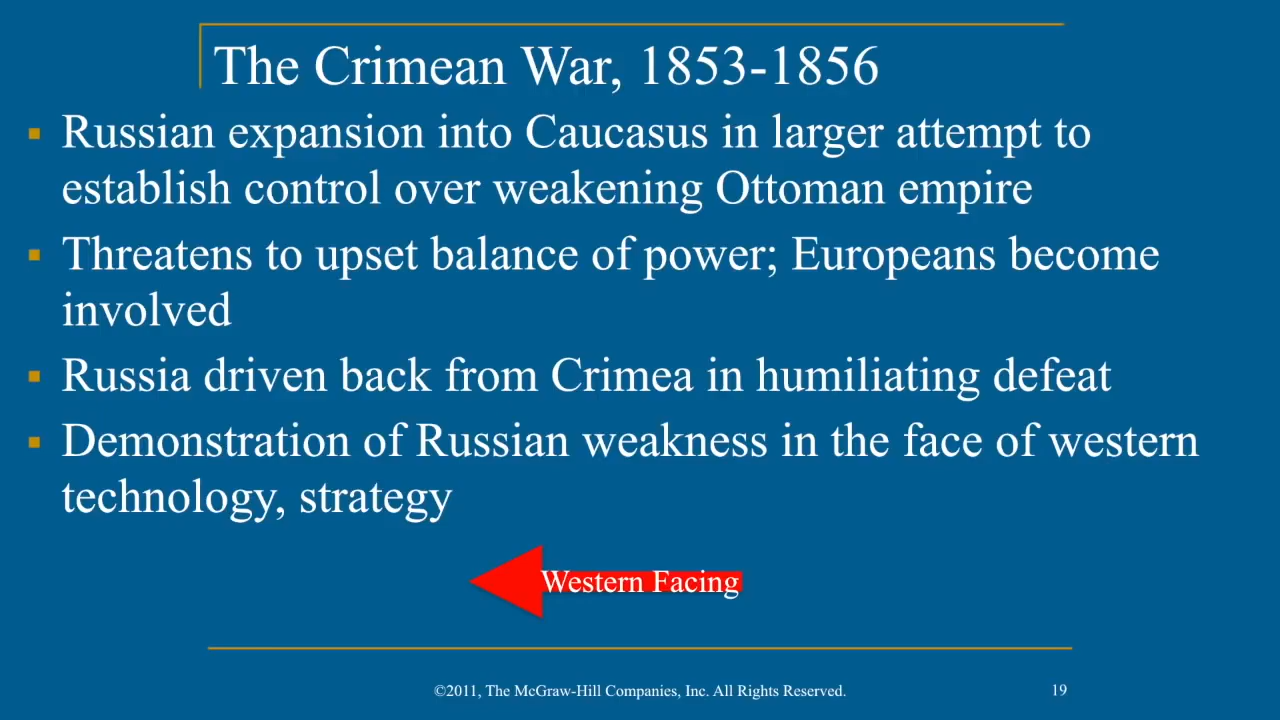 The Crimean War, 1853-1856
▪ Russian expansion into Caucasus in larger attempt to
establish control over weakening Ottoman empire
▪ Threatens to upset balance of power; Europeans become
involved
▪ Russia driven back from Crimea in humiliating defeat
▪ Demonstration of Russian weakness in the face of western
technology, strategy
Western Facing
©2011, The McGraw-Hill Companies, Inc. All Rights Reserved.
19